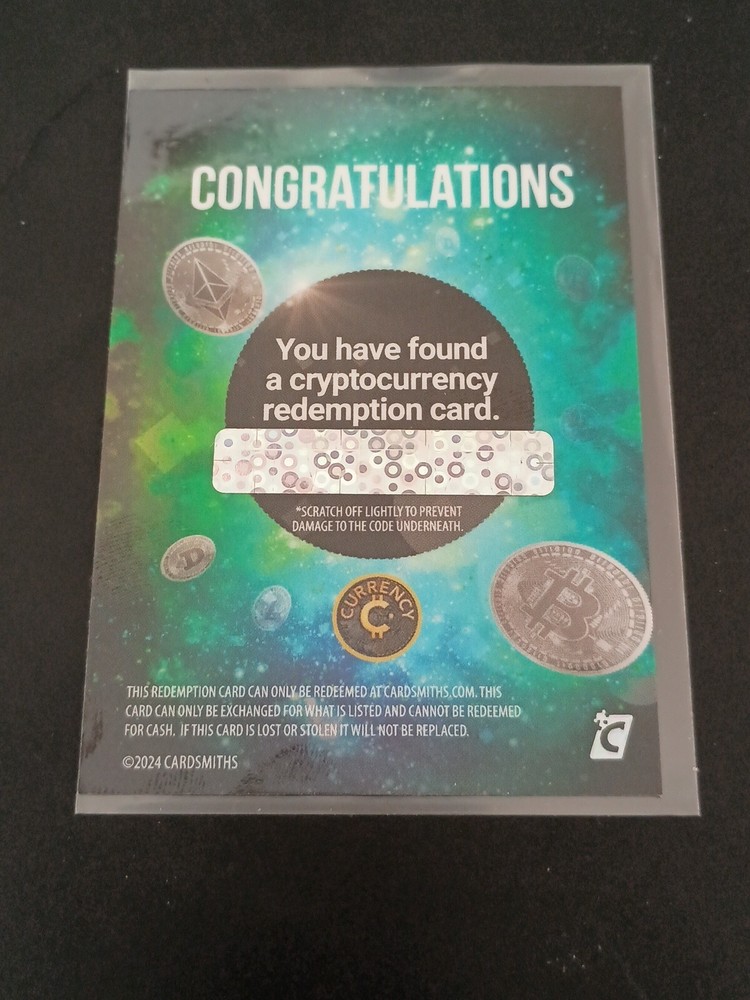 CONGRATULATIONS
You have found
a cryptocurrency
redemption card.
*SCRATCH OFF LIGHTLY TO PREVENT
DAMAGE TO THE CODE UNDERNEATH.
CURRENCY
THIS REDEMPTION CARD CAN ONLY BE REDEEMED AT CARDSMITHS.COM. THIS
CARD CAN ONLY BE EXCHANGED FOR WHAT IS LISTED AND CANNOT BE REDEEMED
FOR CASH. IF THIS CARD IS LOST OR STOLEN IT WILL NOT BE REPLACED.
©2024 CARDSMITHS